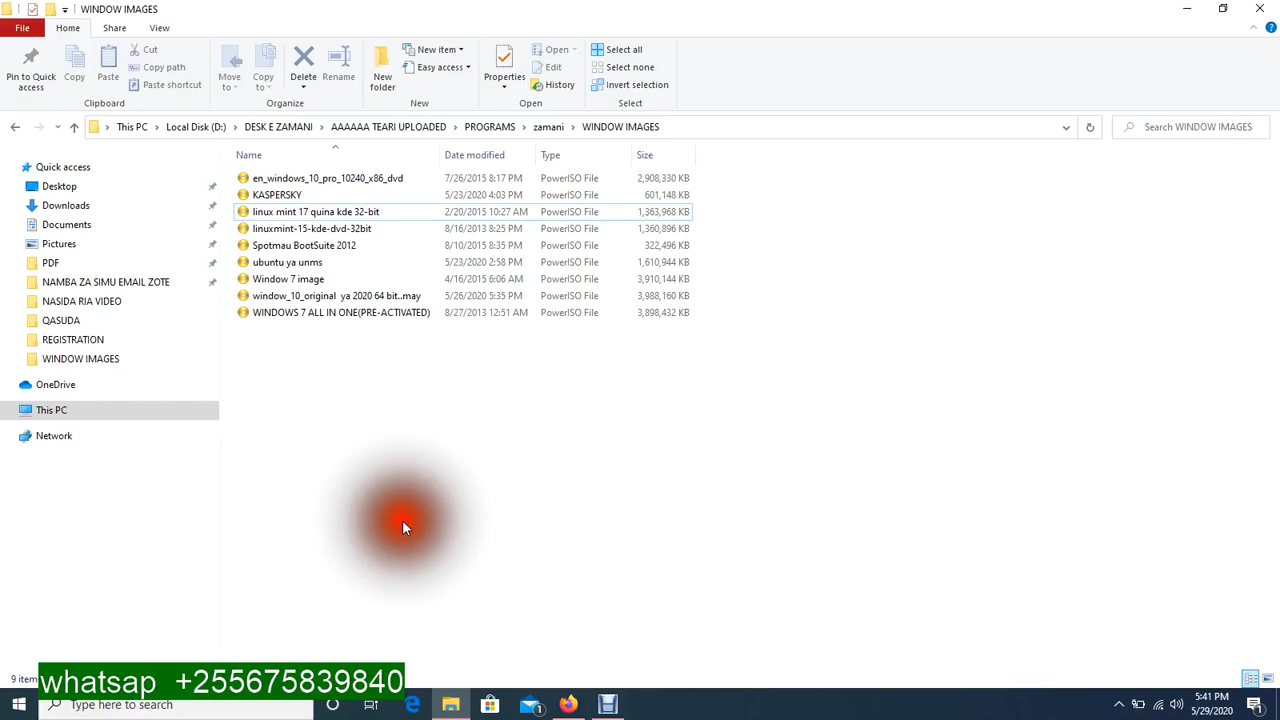 WINDOW IMAGES
File Home Share View
Pin to Quick access
Copy
Paste
Cut
Copy path
Paste shortcut
Clipboard
Move to
Copy to
Delete
Rename
Organize
New folder
New item
Easy access
New
Properties
Open
Edit
History
Open
Select all
Select none
Invert selection
Select
This PC > Local Disk (D:) > DESK E ZAMANI > AAAAAA TEARI UPLOADED > PROGRAMS > zamani > WINDOW IMAGES
Search WINDOW IMAGES
Quick access
Desktop
Downloads
Documents
Pictures
PDF
NAMBA ZA SIMU EMAIL ZOTE
NASIDA RIA VIDEO
QASUDA
REGISTRATION
WINDOW IMAGES
OneDrive
This PC
Network
Name Date modified Type Size
en_windows_10_pro_10240_x86_dvd 7/26/2015 8:17 PM PowerISO File 2,908,330 KB
KASPERSKY 5/23/2020 4:03 PM PowerISO File 601,148 KB
linux mint 17 quina kde 32-bit 2/20/2015 10:27 AM PowerISO File 1,363,968 KB
linuxmint-15-kde-dvd-32bit 8/16/2013 8:25 PM PowerISO File 1,360,896 KB
Spotmau BootSuite 2012 8/10/2015 8:35 PM PowerISO File 322,496 KB
ubuntu ya unms 5/23/2020 2:58 PM PowerISO File 1,610,944 KB
Window 7 image 4/16/2015 6:06 AM PowerISO File 3,910,144 KB
window_10_original ya 2020 64 bit..may 5/26/2020 5:35 PM PowerISO File 3,988,160 KB
WINDOWS 7 ALL IN ONE(PRE-ACTIVATED) 8/27/2013 12:51 AM PowerISO File 3,898,432 KB
9 item
whatsap +255675839840
Type here to search
1
5:41 PM
5/29/2020
1